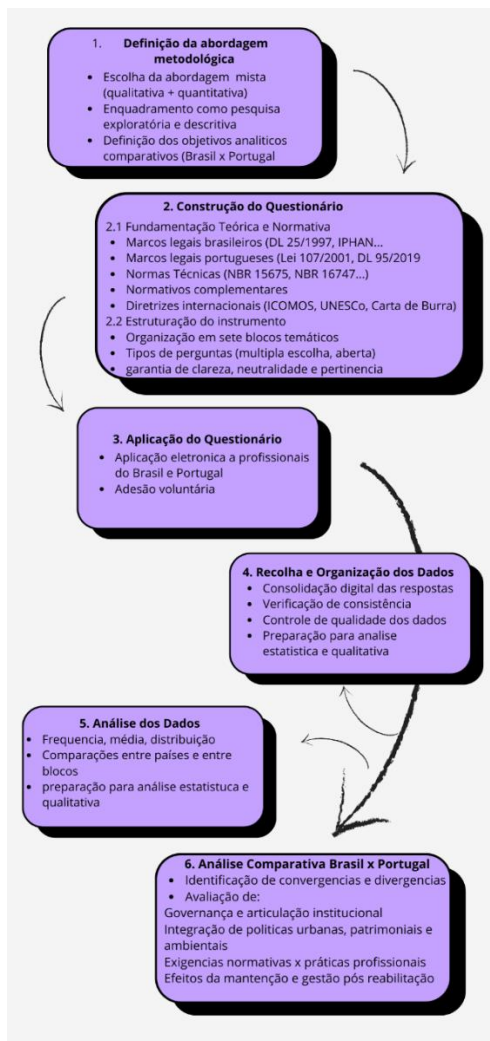 1. Definição da abordagem
metodológica
• Escolha da abordagem mista
(qualitativa + quantitativa)
• Enquadramento como pesquisa
exploratória e descritiva
• Definição dos objetivos analiticos
comparativos (Brasil x Portugal
2. Construção do Questionário
2.1 Fundamentação Teórica e Normativa
• Marcos legais brasileiros (DL 25/1997, IPHAN...
• Marcos legais portugueses (Lei 107/2001, DL 95/2019
• Normas Técnicas (NBR 15675, NBR 16747...)
• Normativos complementares
• Diretrizes internacionais (ICOMOS, UNESCo, Carta de Burra)
2.2 Estruturação do instrumento
• Organização em sete blocos temáticos
• Tipos de perguntas (multipla escolha, aberta)
• garantia de clareza, neutralidade e pertinencia
3. Aplicação do Questionário
• Aplicação eletronica a profissionais
do Brasil e Portugal
• Adesão voluntária
4. Recolha e Organização dos Dados
• Consolidação digital das respostas
• Verificação de consistência
• Controle de qualidade dos dados
• Preparação para analise
estatistica e qualitativa
5. Análise dos Dados
• Frequencia, média, distribuição
• Comparações entre países e entre
blocos
• preparação para análise estatistuca e
qualitativa
6. Análise Comparativa Brasil x Portugal
• Identificação de convergencias e divergencias
• Avaliação de:
Governança e articulação institucional
Integração de politicas urbanas, patrimoniais e
ambientais
Exigencias normativas x práticas profissionais
Efeitos da mantenção e gestão pós reabilitação